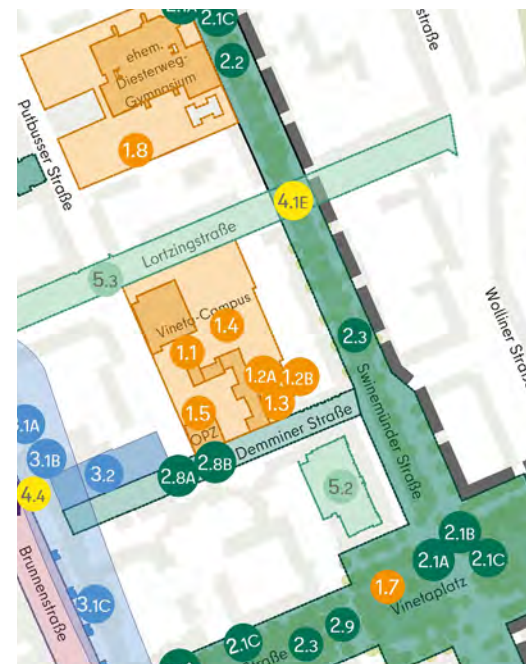 2.1C
2.2
straße
ehem.
Diesterweg-
Gymnasium
Putbusser Straße
1.8
4.1E
Lortzingstraße
5.3
Vineta-Campus
1.4
1.1
2.3
Wolliner
1.2A
1.2B
1.3
Swinemünder Straße
1.5
OPZ
Demminer Straße
3.1B
3.2
2.8A
2.8B
4.4
5.2
2.1B
2.1A
2.1C
Brunnenstraße
1.7
Vinetaplatz
3.1C
2.1C
2.3
2.9
Straße